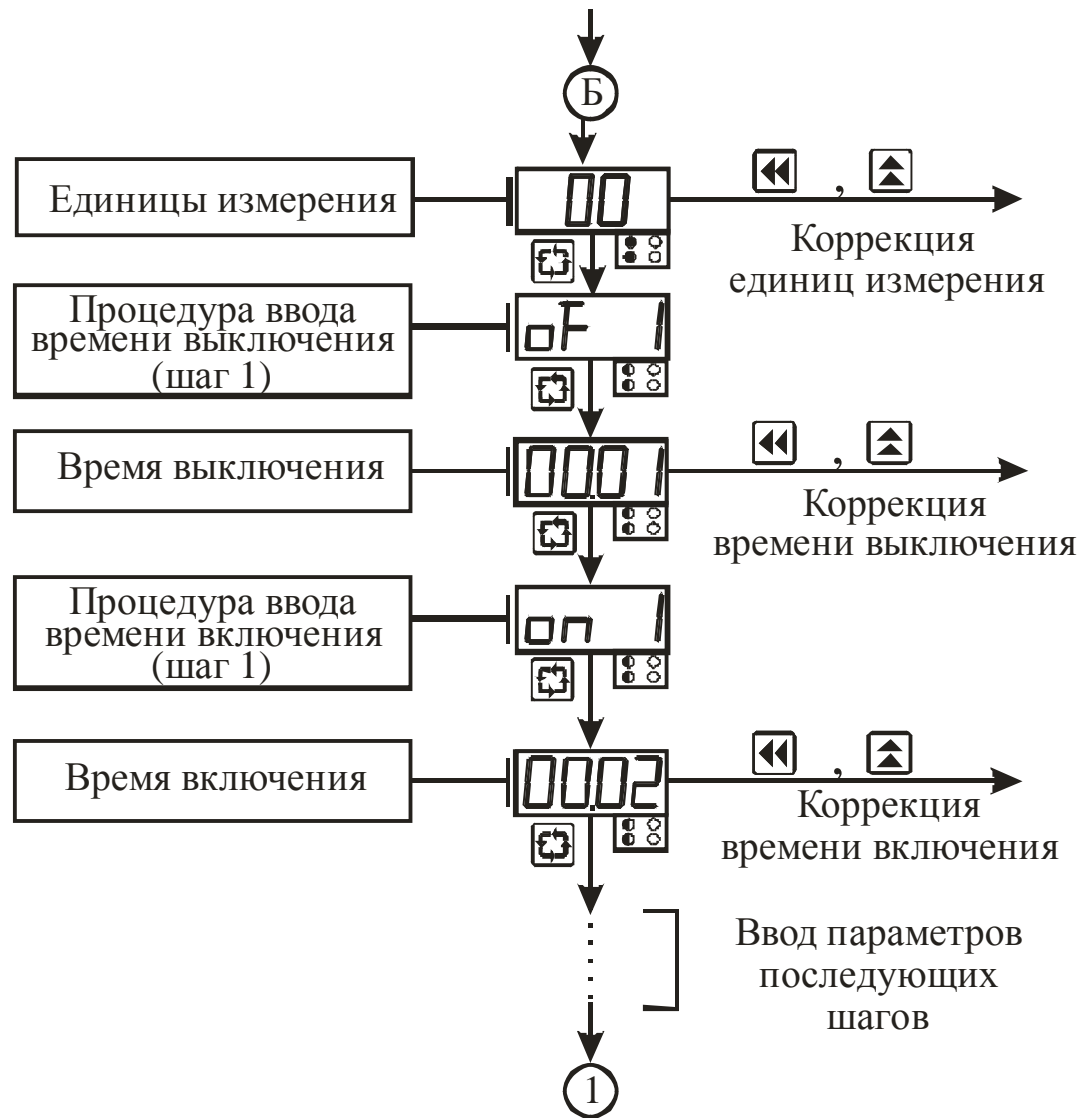 Б
Единицы измерения
00
,
Коррекция
единиц измерения
Процедура ввода
времени выключения
(шаг 1)
oF 1
Время выключения
00.01
,
Коррекция
времени выключения
Процедура ввода
времени включения
(шаг 1)
on 1
Время включения
00.02
,
Коррекция
времени включения
Ввод параметров
последующих
шагов
1